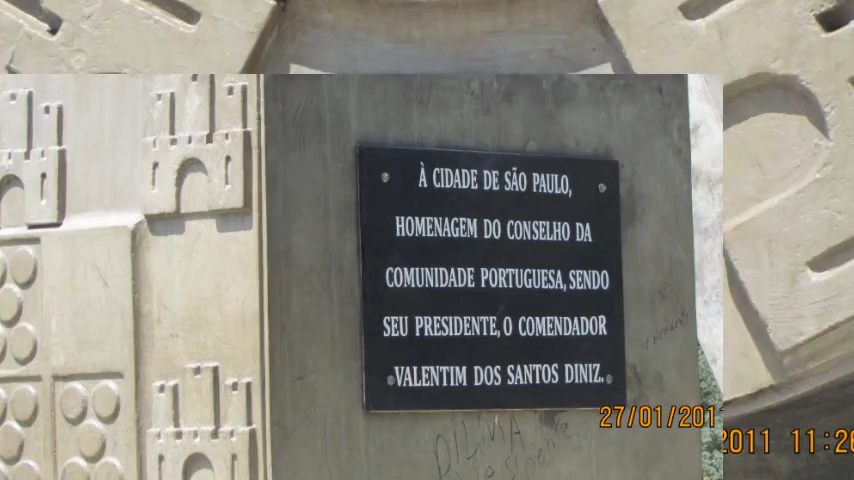 À CIDADE DE SÃO PAULO,
HOMENAGEM DO CONSELHO DA
COMUNIDADE PORTUGUESA, SENDO
SEU PRESIDENTE, O COMENDADOR
VALENTIM DOS SANTOS DINIZ.
27/01/201
2011 11:26
DILMA